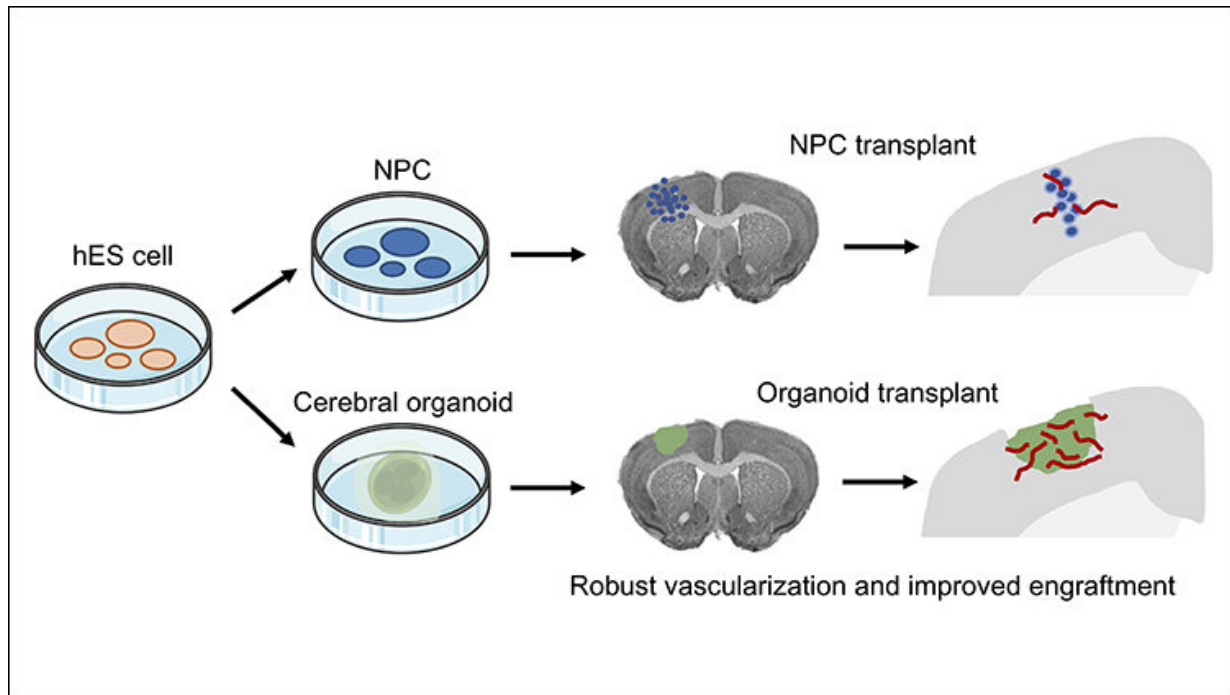 hES cell
NPC
NPC transplant
Cerebral organoid
Organoid transplant
Robust vascularization and improved engraftment